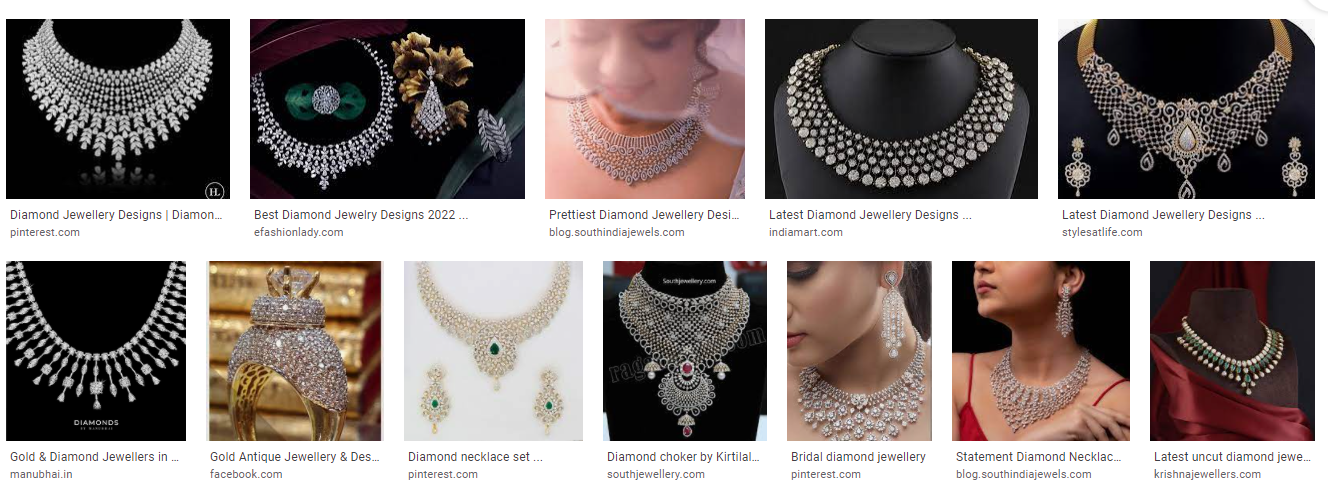 HL
Diamond Jewellery Designs | Diamon...
pinterest.com
Best Diamond Jewelry Designs 2022 ...
efashionlady.com
Prettiest Diamond Jewellery Desi...
blog.southindiajewels.com
Latest Diamond Jewellery Designs ...
indiamart.com
Latest Diamond Jewellery Designs ...
stylesatlife.com
DIAMONDS
Gold & Diamond Jewellers in ...
manubhai.in
Gold Antique Jewellery & Des...
facebook.com
Diamond necklace set ...
pinterest.com
Southjewellery.com
Diamond choker by Kirtilal...
southjewellery.com
Bridal diamond jewellery
pinterest.com
Statement Diamond Necklac...
blog.southindiajewels.com
Latest uncut diamond jewe...
krishnajewellers.com